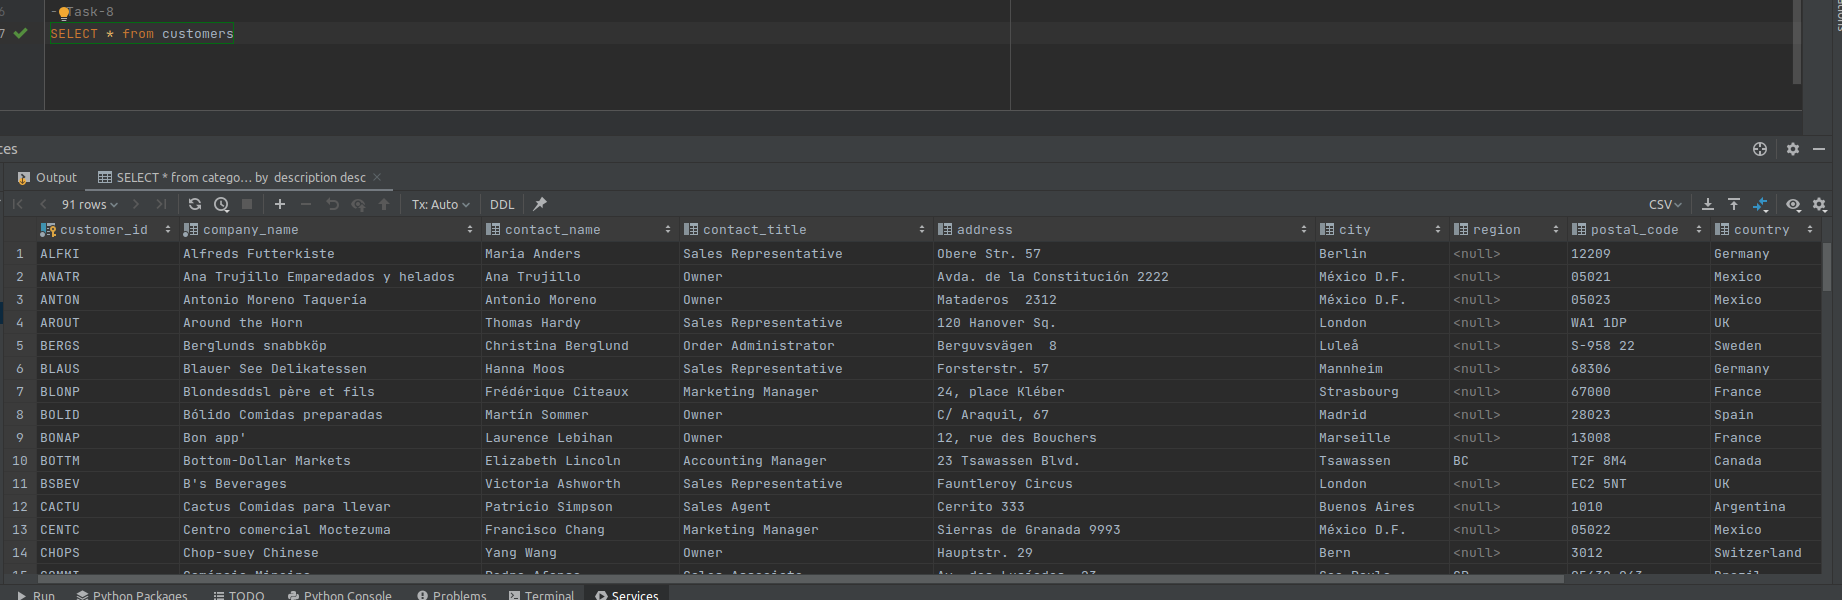 6 --Task-8
7 SELECT * from customers
ces
Output SELECT * from catego... by description desc
91 rows Tx: Auto DDL CSV
customer_id company_name contact_name contact_title address city region postal_code country
1 ALFKI Alfreds Futterkiste Maria Anders Sales Representative Obere Str. 57 Berlin <null> 12209 Germany
2 ANATR Ana Trujillo Emparedados y helados Ana Trujillo Owner Avda. de la Constitución 2222 México D.F. <null> 05021 Mexico
3 ANTON Antonio Moreno Taquería Antonio Moreno Owner Mataderos  2312 México D.F. <null> 05023 Mexico
4 AROUT Around the Horn Thomas Hardy Sales Representative 120 Hanover Sq. London <null> WA1 1DP UK
5 BERGS Berglunds snabbköp Christina Berglund Order Administrator Berguvsvägen  8 Luleå <null> S-958 22 Sweden
6 BLAUS Blauer See Delikatessen Hanna Moos Sales Representative Forsterstr. 57 Mannheim <null> 68306 Germany
7 BLONP Blondesddsl père et fils Frédérique Citeaux Marketing Manager 24, place Kléber Strasbourg <null> 67000 France
8 BOLID Bólido Comidas preparadas Martín Sommer Owner C/ Araquil, 67 Madrid <null> 28023 Spain
9 BONAP Bon app' Laurence Lebihan Owner 12, rue des Bouchers Marseille <null> 13008 France
10 BOTTM Bottom-Dollar Markets Elizabeth Lincoln Accounting Manager 23 Tsawassen Blvd. Tsawassen BC T2F 8M4 Canada
11 BSBEV B's Beverages Victoria Ashworth Sales Representative Fauntleroy Circus London <null> EC2 5NT UK
12 CACTU Cactus Comidas para llevar Patricio Simpson Sales Agent Cerrito 333 Buenos Aires <null> 1010 Argentina
13 CENTC Centro comercial Moctezuma Francisco Chang Marketing Manager Sierras de Granada 9993 México D.F. <null> 05022 Mexico
14 CHOPS Chop-suey Chinese Yang Wang Owner Hauptstr. 29 Bern <null> 3012 Switzerland
Run Python Packages TODO Python Console Problems Terminal Services